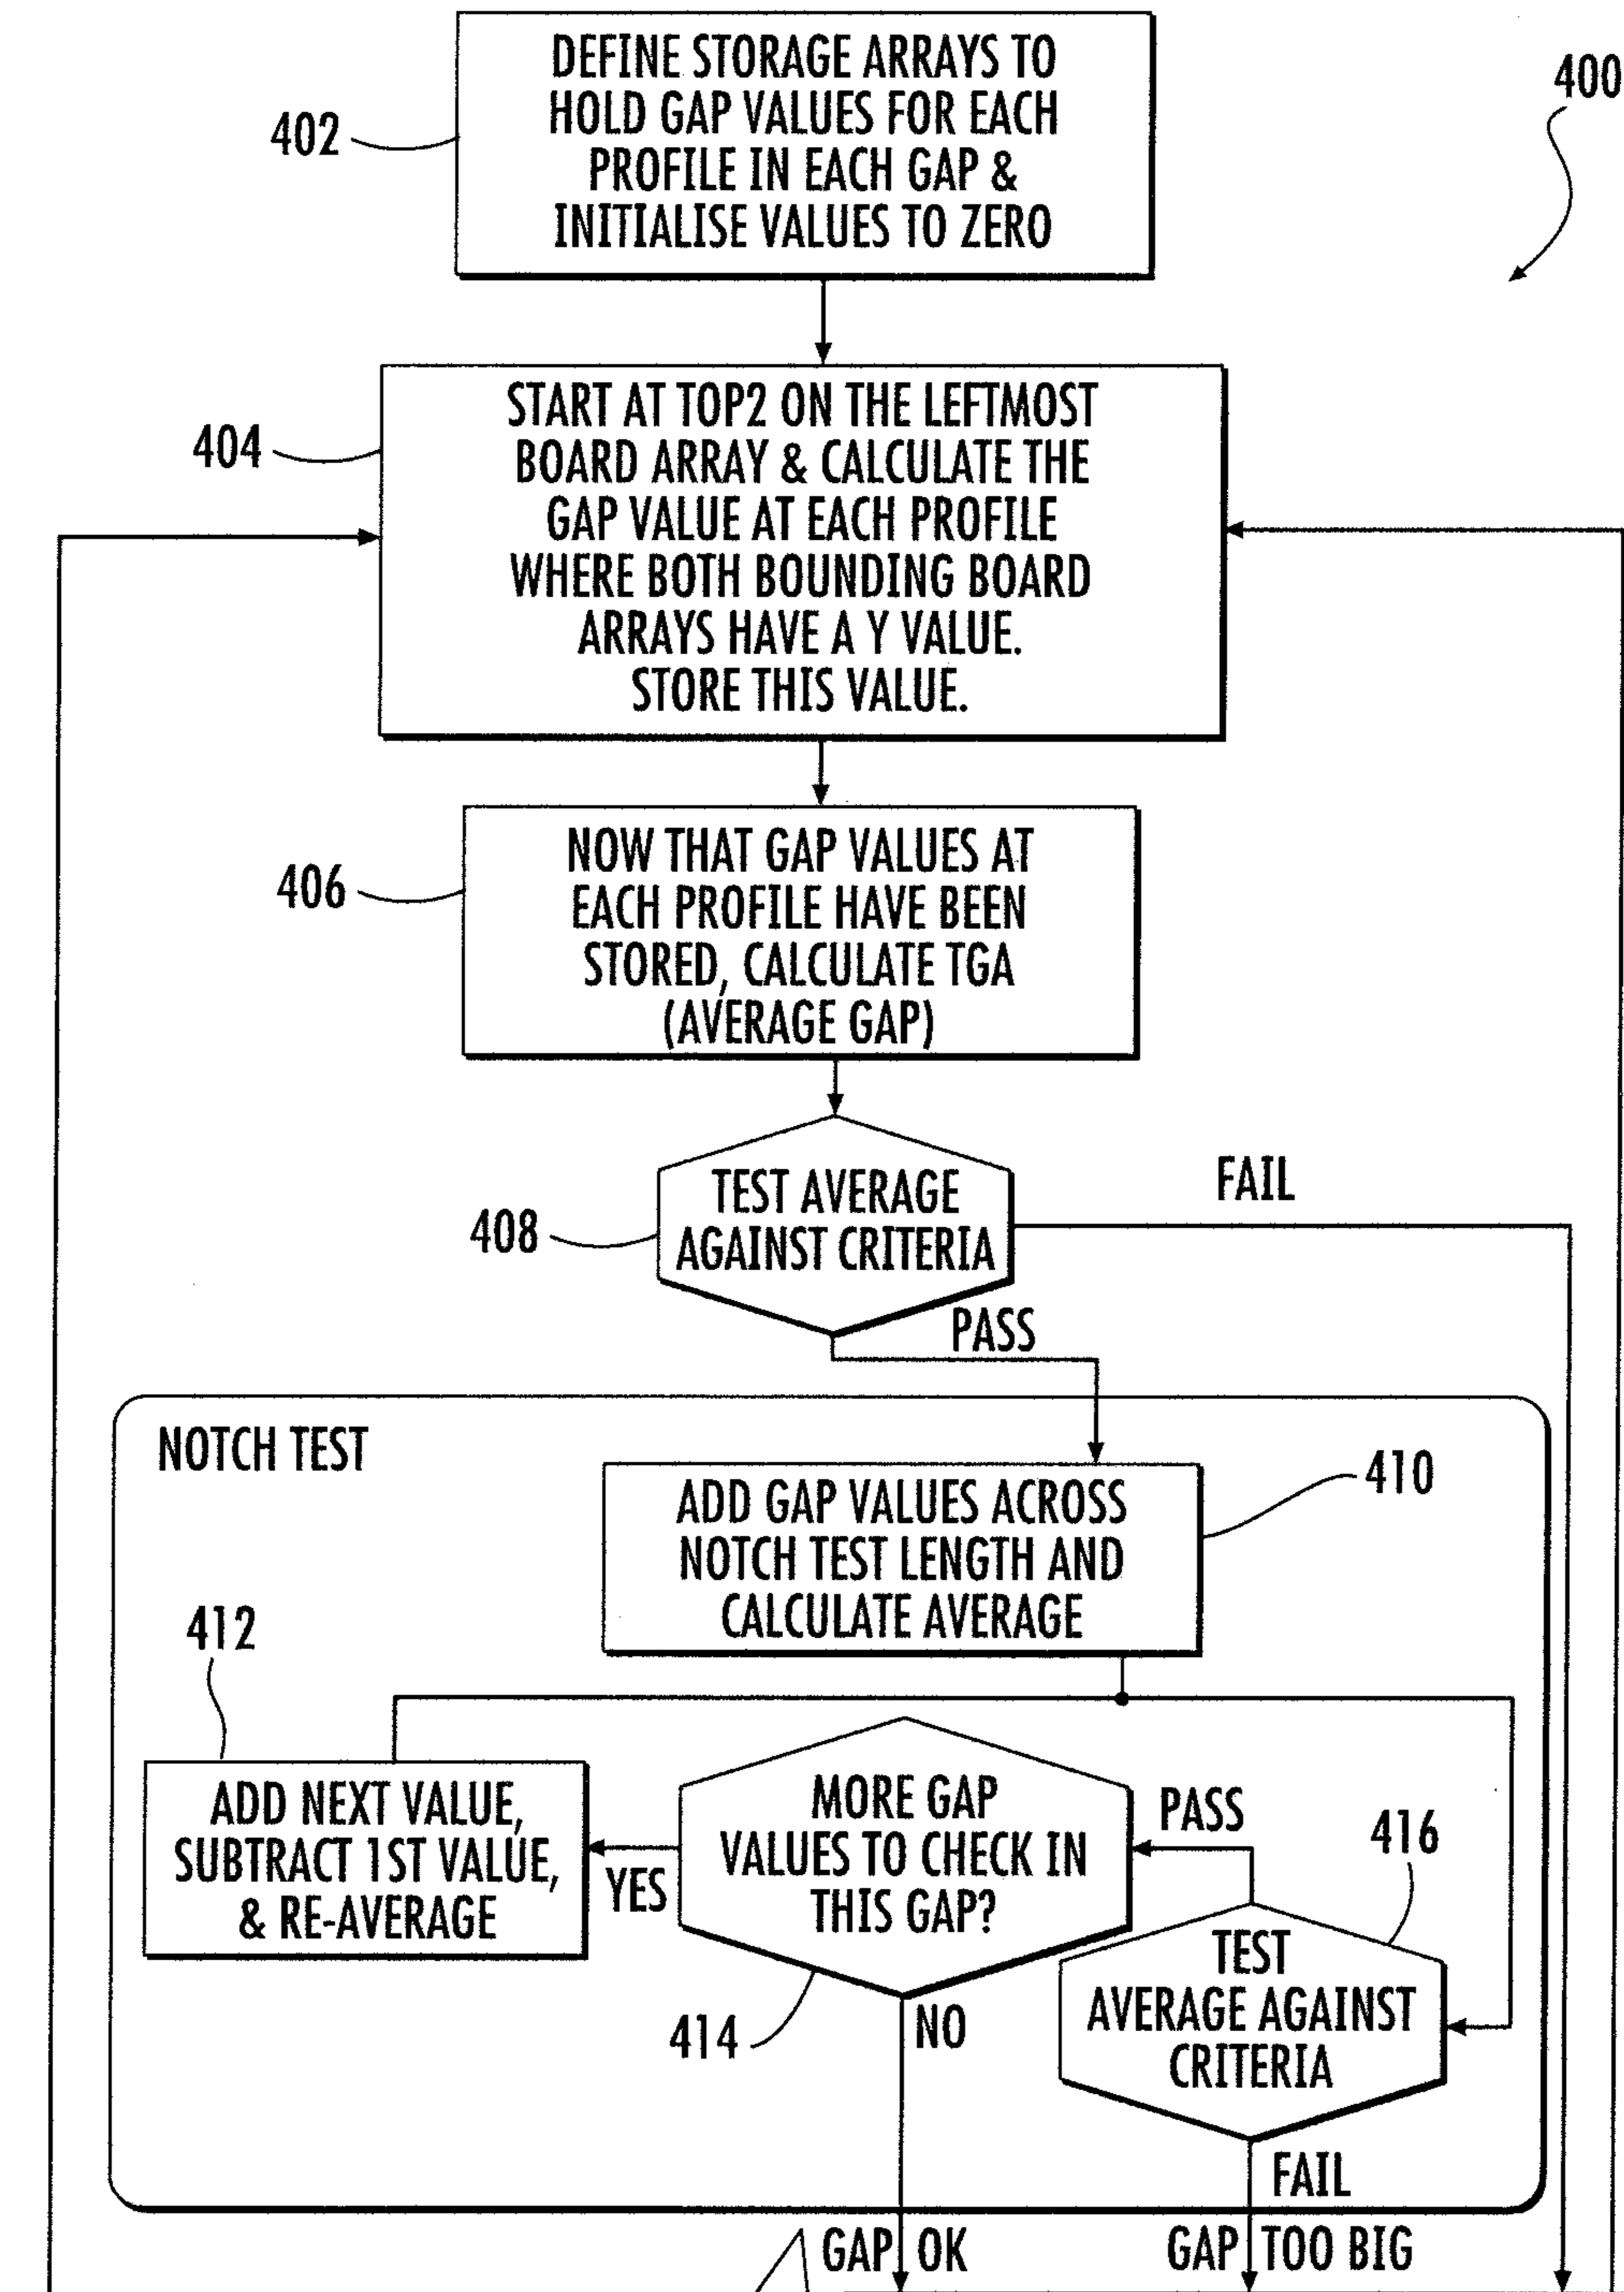 400
402
DEFINE STORAGE ARRAYS TO
HOLD GAP VALUES FOR EACH
PROFILE IN EACH GAP &
INITIALISE VALUES TO ZERO
404
START AT TOP2 ON THE LEFTMOST
BOARD ARRAY & CALCULATE THE
GAP VALUE AT EACH PROFILE
WHERE BOTH BOUNDING BOARD
ARRAYS HAVE A Y VALUE.
STORE THIS VALUE.
406
NOW THAT GAP VALUES AT
EACH PROFILE HAVE BEEN
STORED, CALCULATE TGA
(AVERAGE GAP)
408
TEST AVERAGE
AGAINST CRITERIA
FAIL
PASS
NOTCH TEST
410
ADD GAP VALUES ACROSS
NOTCH TEST LENGTH AND
CALCULATE AVERAGE
412
ADD NEXT VALUE,
SUBTRACT 1ST VALUE,
& RE-AVERAGE
YES
MORE GAP
VALUES TO CHECK IN
THIS GAP?
414
NO
PASS
416
TEST
AVERAGE AGAINST
CRITERIA
FAIL
GAP OK
GAP TOO BIG